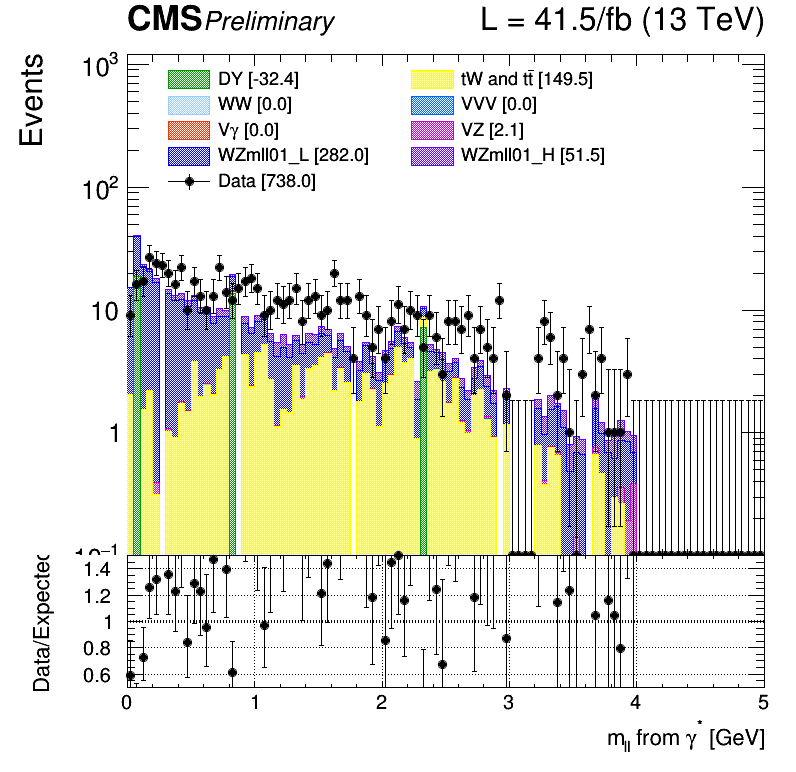 CMS Preliminary L = 41.5/fb (13 TeV)
Events
10³
10²
10
1
10⁻¹
DY [-32.4]
tW and tt̄ [149.5]
WW [0.0]
VVV [0.0]
Vγ [0.0]
VZ [2.1]
WZmll01_L [282.0]
WZmll01_H [51.5]
Data [738.0]
Data/Expected
1.4
1.2
1
0.8
0.6
0 1 2 3 4 5
m_ll from γ* [GeV]